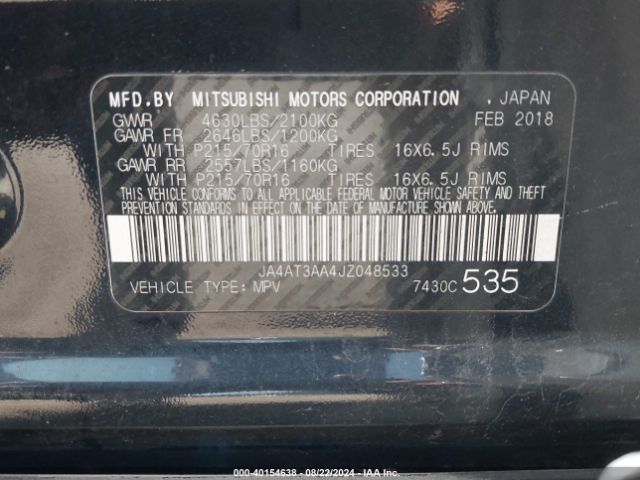 MFD.BY MITSUBISHI MOTORS CORPORATION . JAPAN
GVWR 4630LBS/2100KG FEB 2018
GAWR FR 2646LBS/1200KG
WITH P215/70R16 TIRES 16X6.5J RIMS
GAWR RR 2557LBS/1160KG
WITH P215/70R16 TIRES 16X6.5J RIMS
THIS VEHICLE CONFORMS TO ALL APPLICABLE FEDERAL MOTOR VEHICLE SAFETY AND THEFT
PREVENTION STANDARDS IN EFFECT ON THE DATE OF MANUFACTURE SHOWN ABOVE.
JA4AT3AA4JZ048533
VEHICLE TYPE: MPV 7430C 535
000-40154638 - 08/22/2024 - IAA Inc.